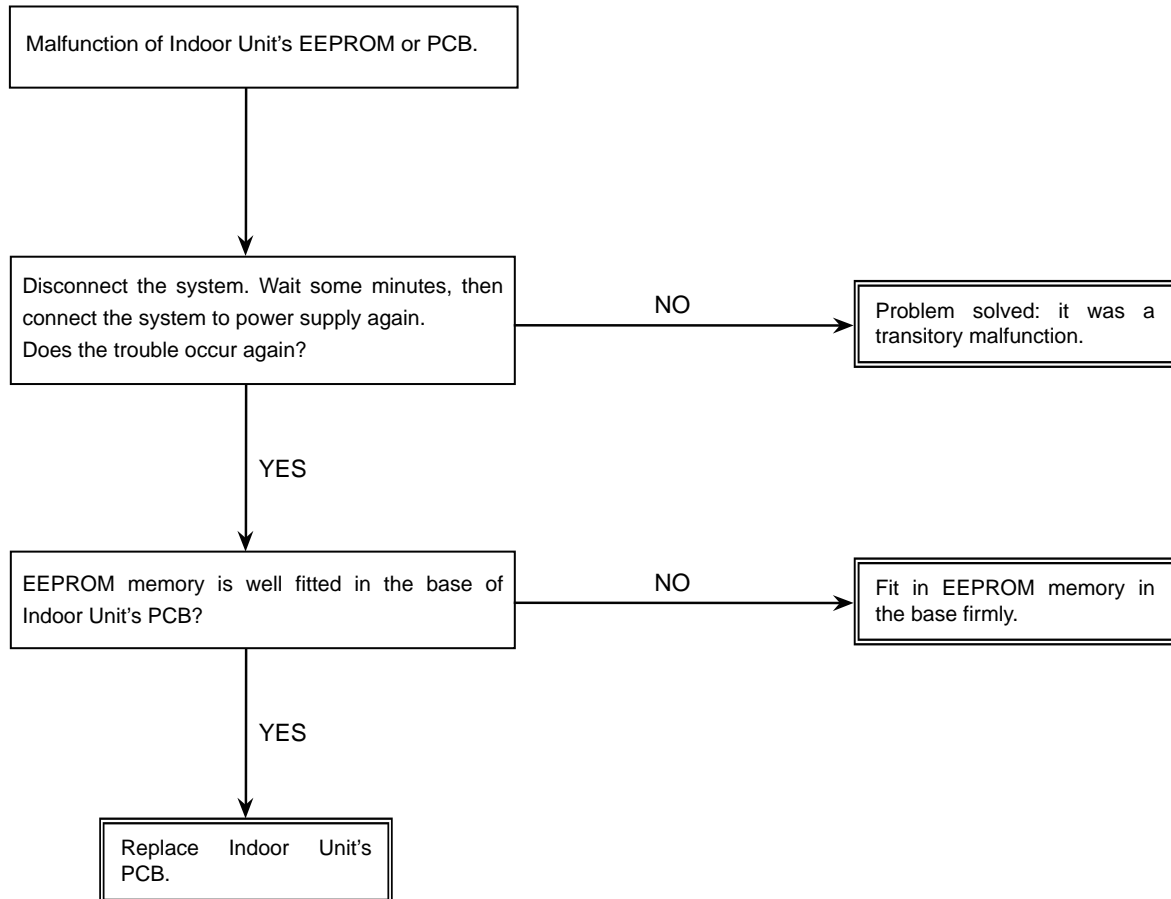 Malfunction of Indoor Unit’s EEPROM or PCB.
Disconnect the system. Wait some minutes, then
connect the system to power supply again.
Does the trouble occur again?
NO
Problem solved: it was a
transitory malfunction.
YES
EEPROM memory is well fitted in the base of
Indoor Unit’s PCB?
NO
Fit in EEPROM memory in
the base firmly.
YES
Replace Indoor Unit’s
PCB.